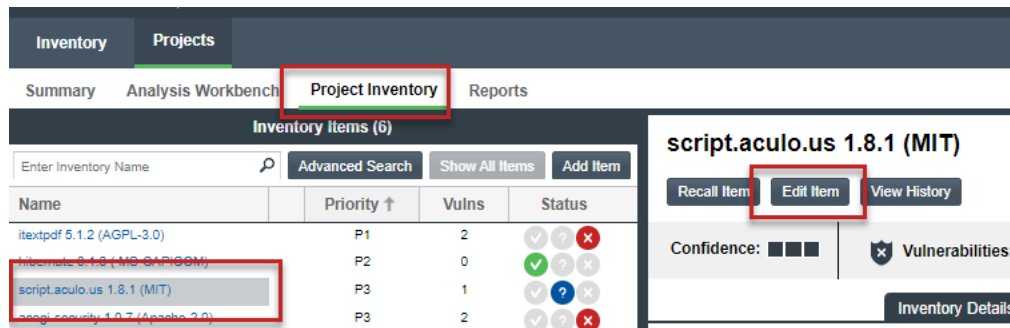 Inventory Projects
Summary Analysis Workbench Project Inventory Reports
Inventory Items (6)
Enter Inventory Name Advanced Search Show All Items Add Item
Name Priority Vulns Status
itextpdf 5.1.2 (AGPL-3.0) P1 2
P2 0
script.aculo.us 1.8.1 (MIT) P3 1
P3 2
script.aculo.us 1.8.1 (MIT)
Recall Item Edit Item View History
Confidence: Vulnerabilities
Inventory Details